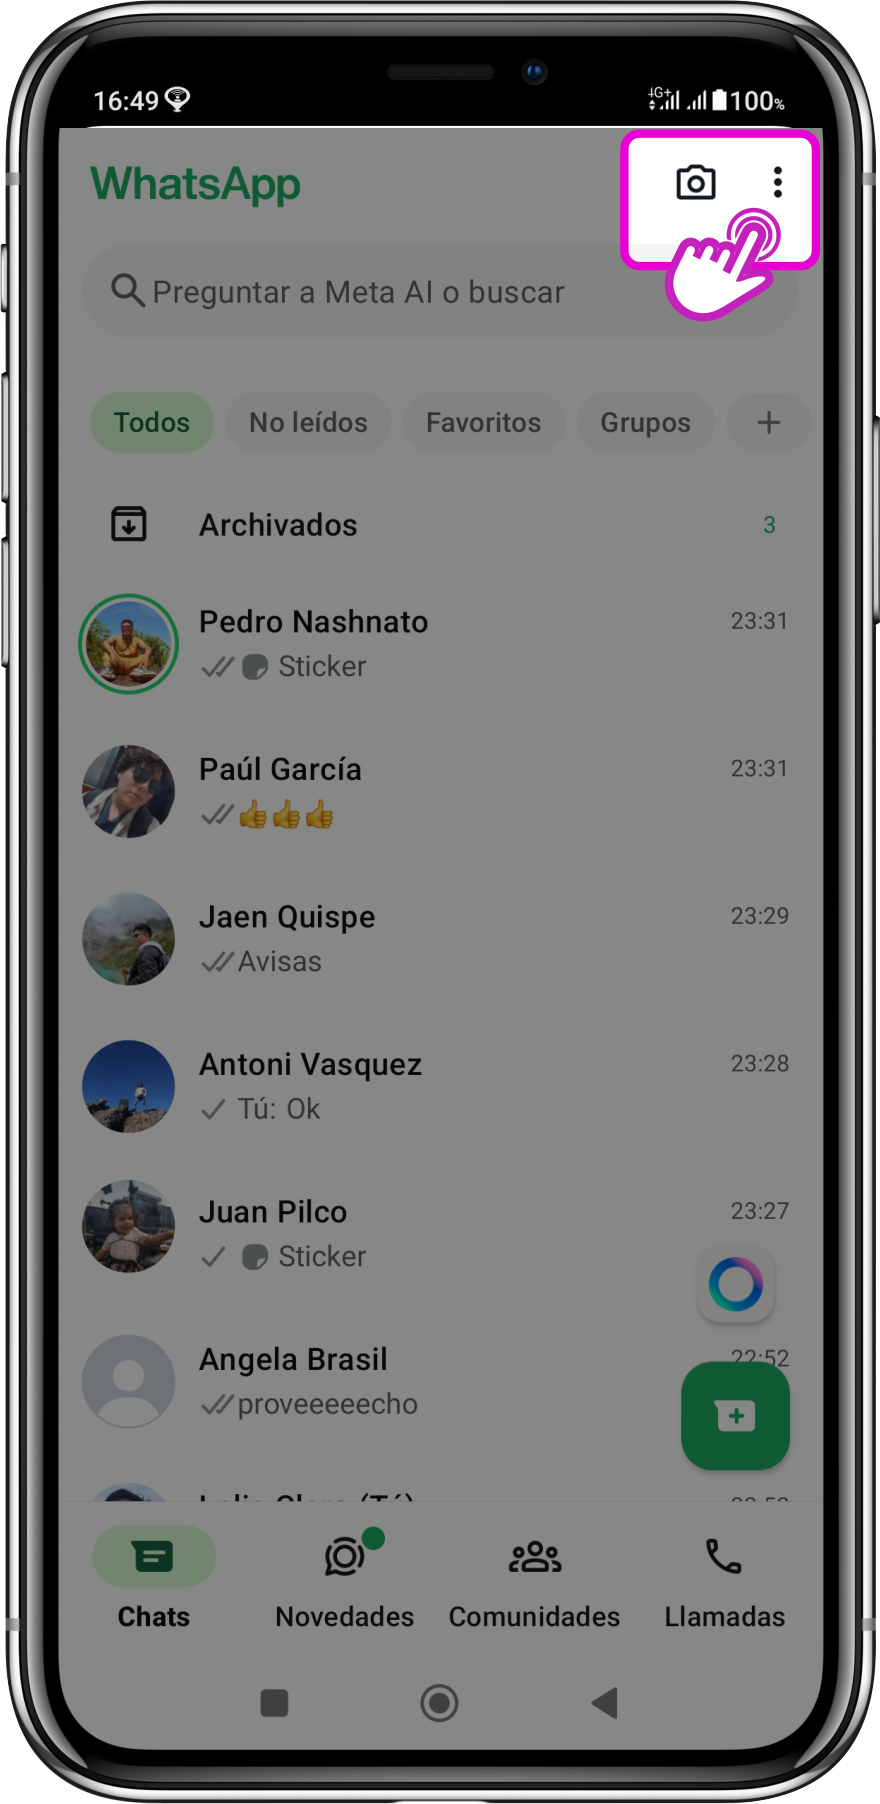 16:49 4G+ 100%
WhatsApp
Preguntar a Meta AI o buscar
Todos No leídos Favoritos Grupos +
Archivados 3
Pedro Nashnato 23:31
Sticker
Paúl García 23:31
Jaen Quispe 23:29
Avisas
Antoni Vasquez 23:28
Tú: Ok
Juan Pilco 23:27
Sticker
Angela Brasil 22:52
proveeeeecho
Chats Novedades Comunidades Llamadas